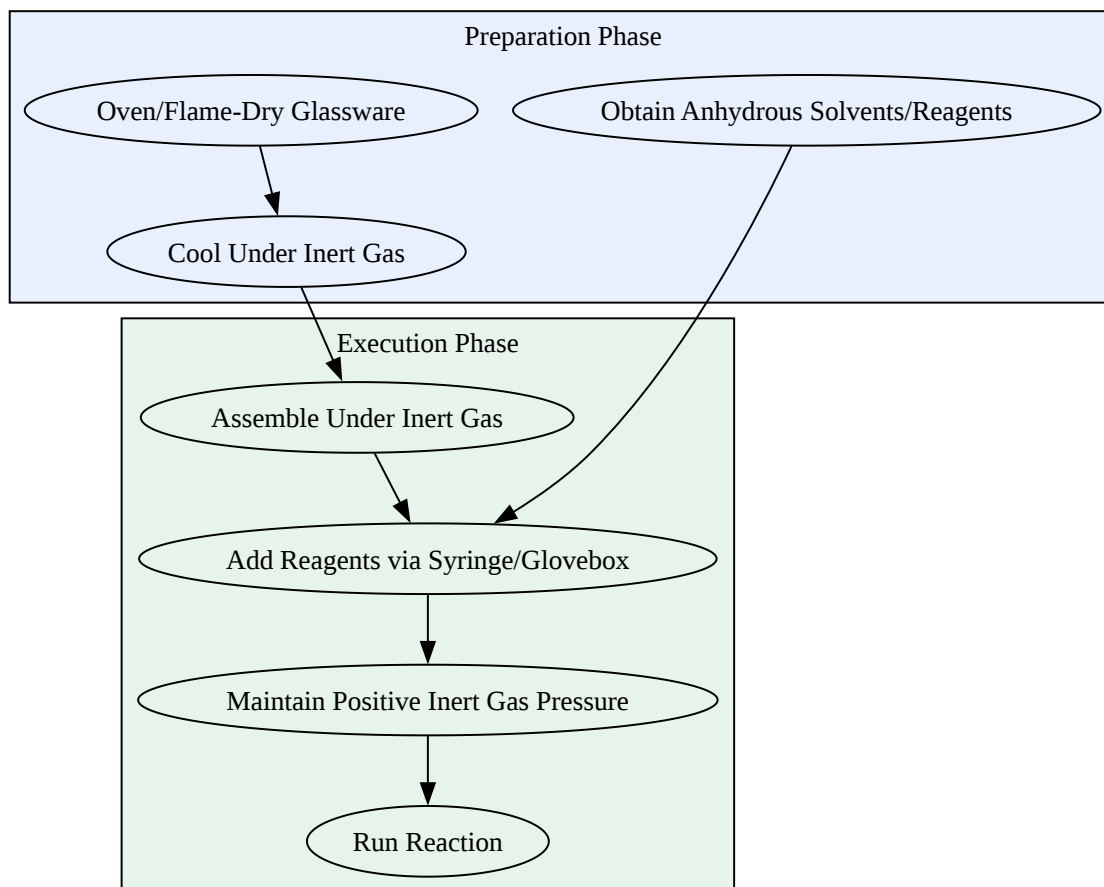 Preparation Phase
Oven/Flame-Dry Glassware
Obtain Anhydrous Solvents/Reagents
Cool Under Inert Gas
Execution Phase
Assemble Under Inert Gas
Add Reagents via Syringe/Glovebox
Maintain Positive Inert Gas Pressure
Run Reaction